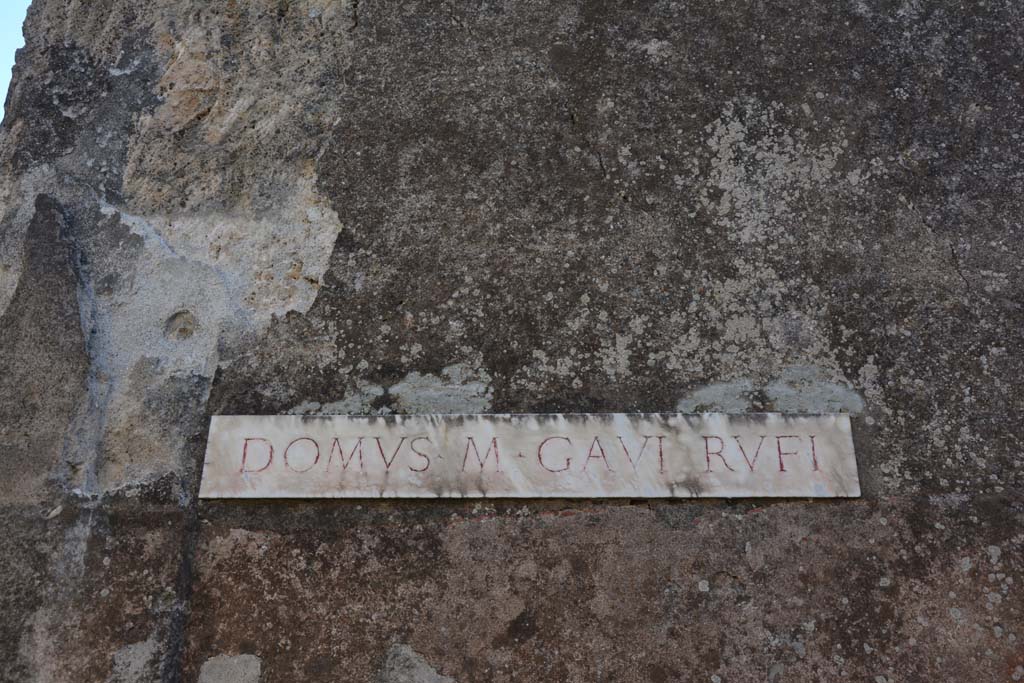 DOMVS · M · GAVI RVFI